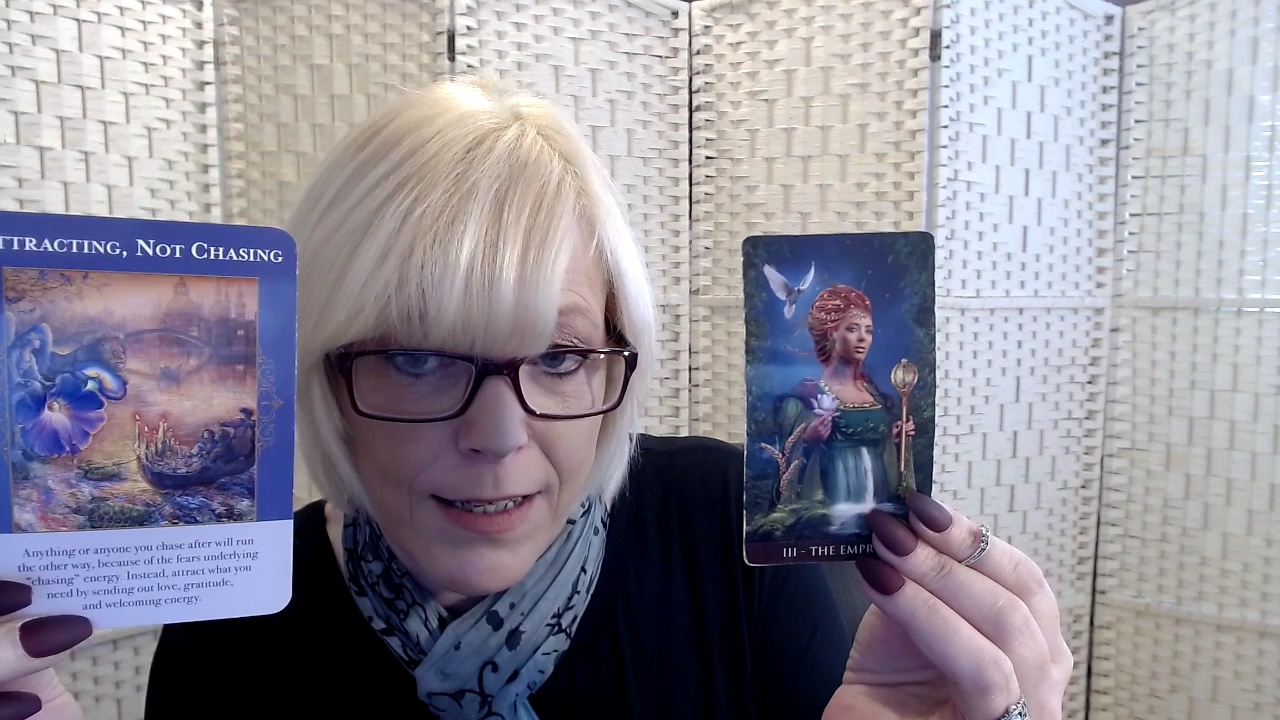 TTRACTING, NOT CHASING
Anything or anyone you chase after will run
the other way, because of the fears underlying
"chasing" energy. Instead, attract what you
need by sending out love, gratitude,
and welcoming energy.
III - THE EMPR